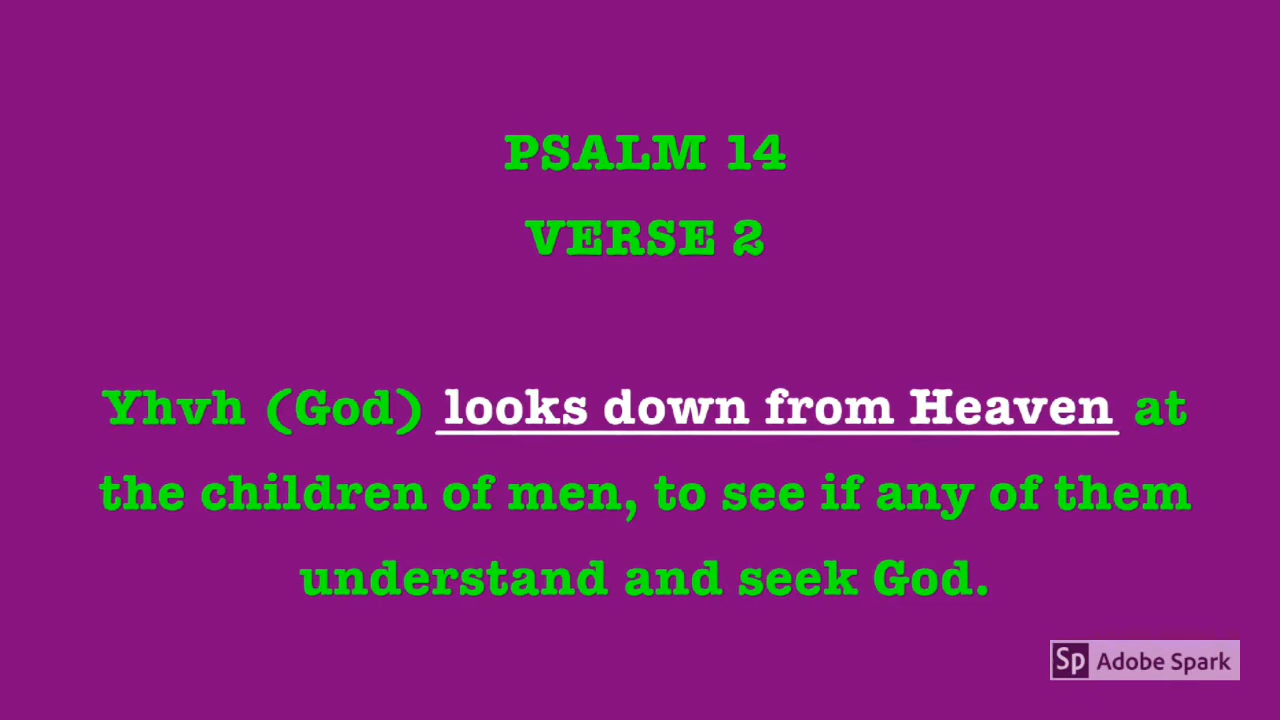 PSALM 14
VERSE 2
Yhvh (God) looks down from Heaven at
the children of men, to see if any of them
understand and seek God.
Sp Adobe Spark